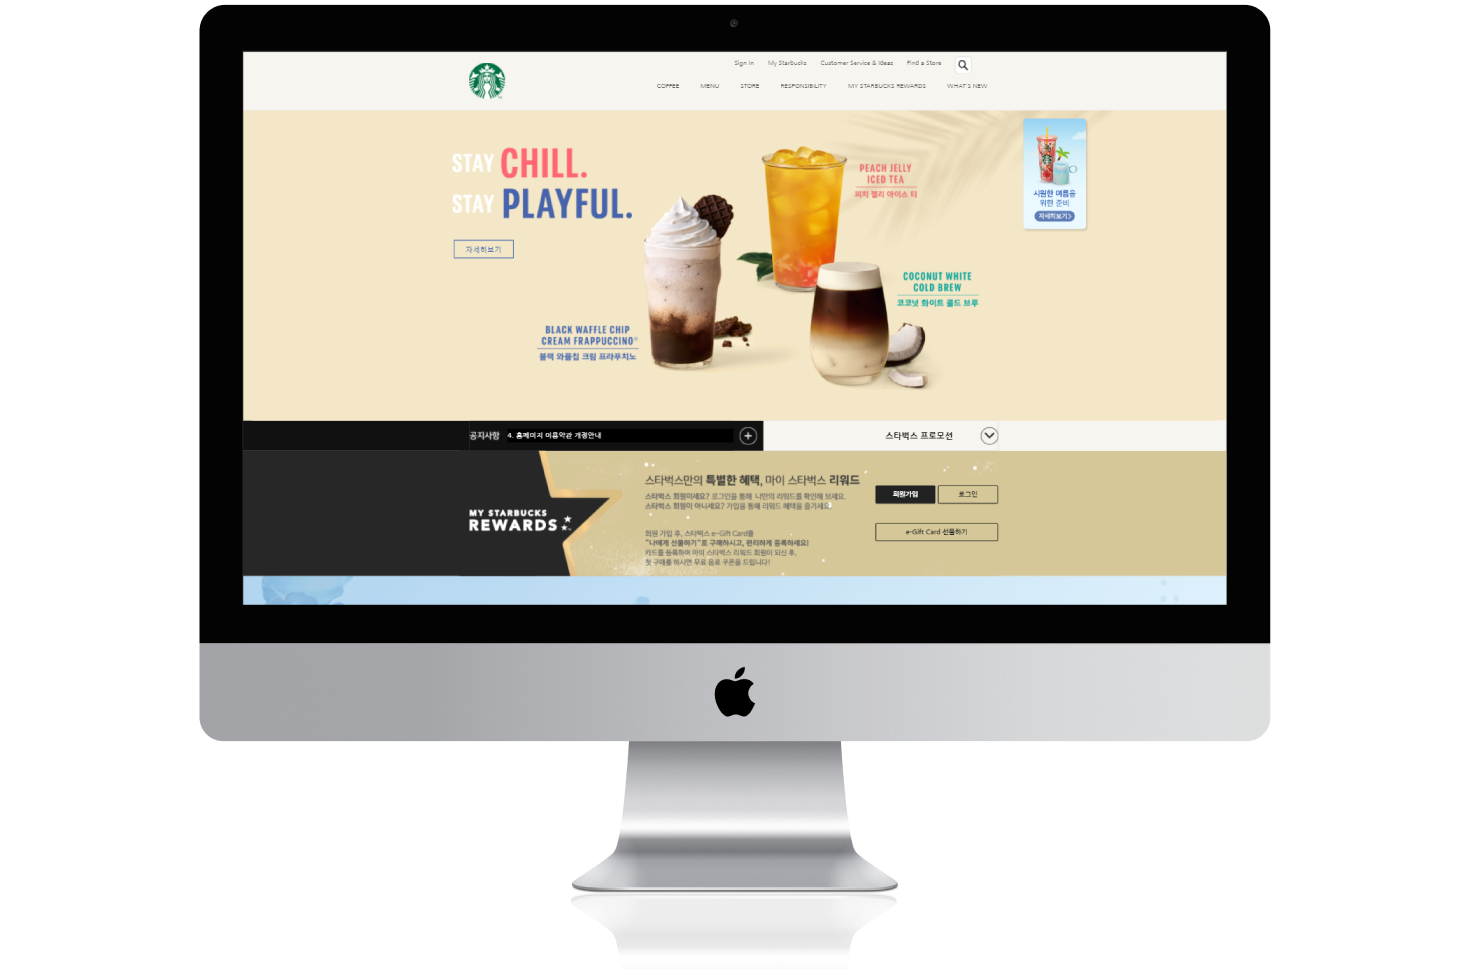 Sign In My Starbucks Customer Service & Ideas Find a Store
COFFEE MENU STORE RESPONSIBILITY MY STARBUCKS REWARDS WHAT'S NEW
STAY CHILL.
STAY PLAYFUL.
자세히보기
PEACH JELLY
ICED TEA
피치 젤리 아이스 티
COCONUT WHITE
COLD BREW
코코넛 화이트 콜드 브루
BLACK WAFFLE CHIP
CREAM FRAPPUCCINO®
블랙 와플칩 크림 프라푸치노
시원한 여름을
위한 준비
자세히보기>
공지사항 4. 홈페이지 이용약관 개정안내
스타벅스 프로모션
MY STARBUCKS
REWARDS
스타벅스만의 특별한 혜택, 마이 스타벅스 리워드
스타벅스 회원이세요? 로그인을 통해 나만의 리워드를 확인해 보세요.
스타벅스 회원이 아니세요? 가입을 통해 리워드 혜택을 즐기세요.
회원 가입 후, 스타벅스 e-Gift Card를
"나에게 선물하기"로 구매하시고, 편리하게 등록하세요!
카드를 등록하여 마이 스타벅스 리워드 회원이 되신 후,
첫 구매를 하시면 무료 음료 쿠폰을 드립니다!
회원가입 로그인
e-Gift Card 선물하기